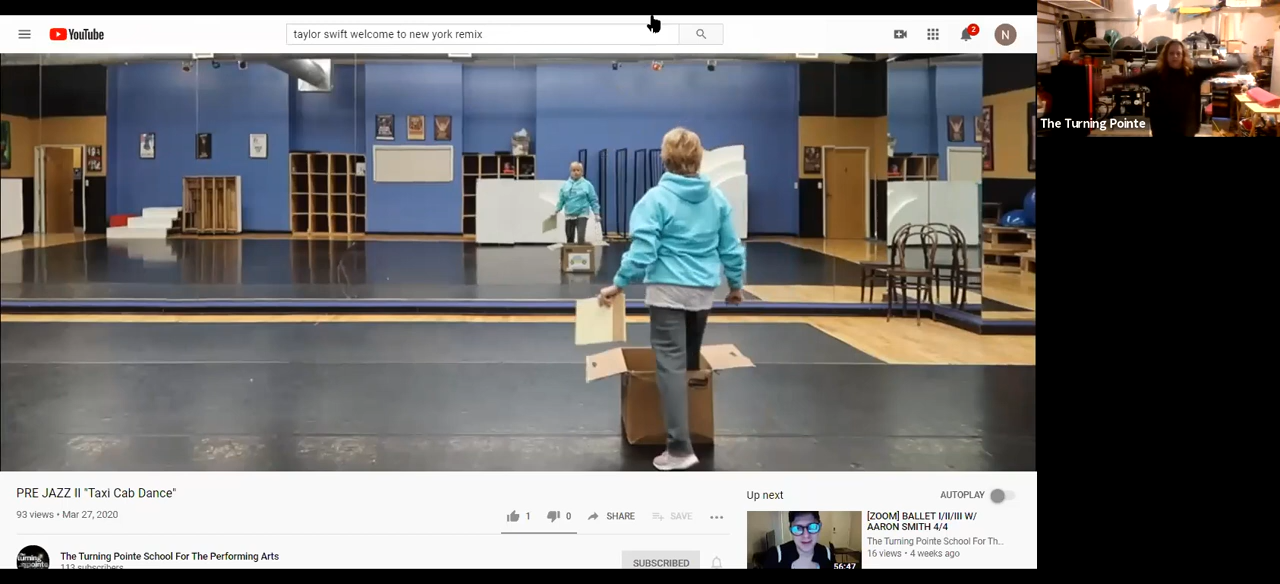 YouTube
taylor swift welcome to new york remix
2
N
The Turning Pointe
PRE JAZZ II "Taxi Cab Dance"
93 views • Mar 27, 2020
1
0
SHARE
SAVE
Up next
AUTOPLAY
[ZOOM] BALLET I/II/III W/
AARON SMITH 4/4
The Turning Pointe School For Th...
16 views • 4 weeks ago
56:47
The Turning Pointe School For The Performing Arts
113 subscribers
SUBSCRIBED